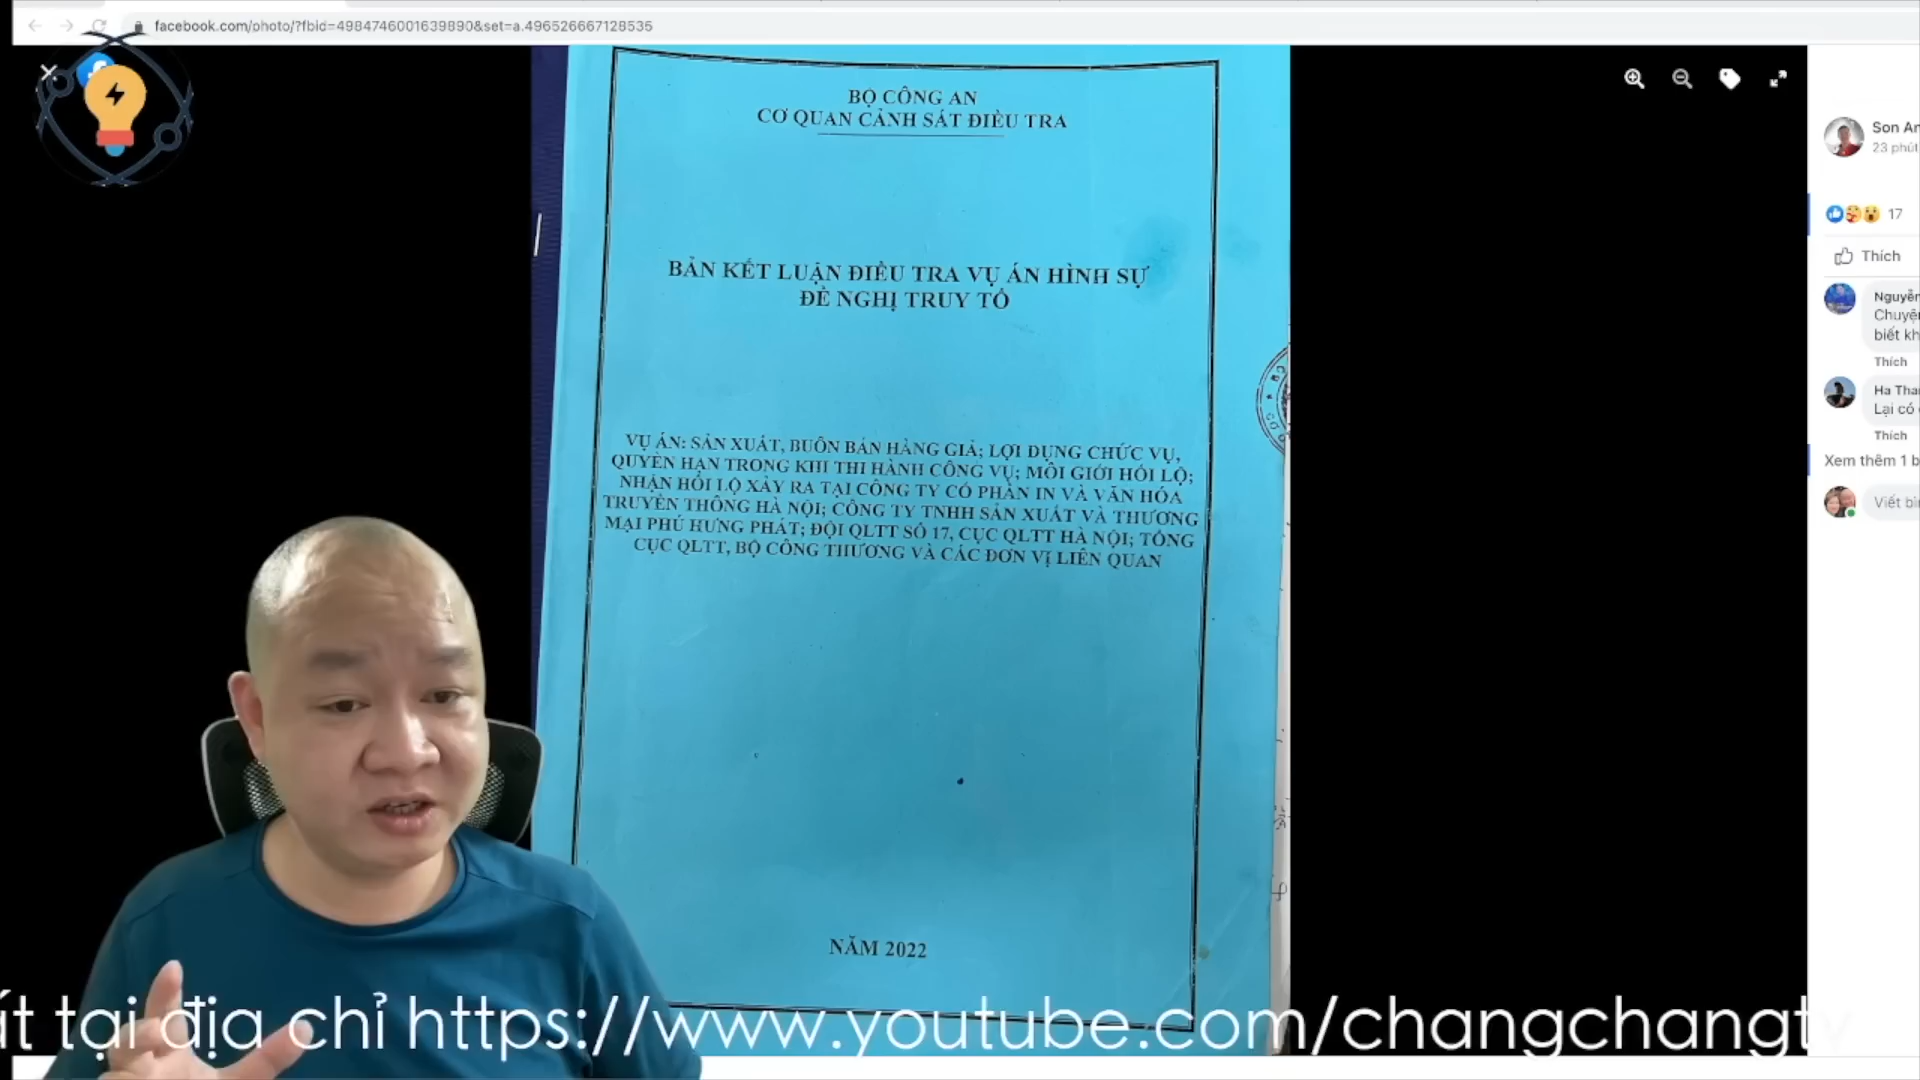 facebook.com/photo/?fbid=4984746001639890&set=a.496526667128535
BỘ CÔNG AN
CƠ QUAN CẢNH SÁT ĐIỀU TRA
BẢN KẾT LUẬN ĐIỀU TRA VỤ ÁN HÌNH SỰ
ĐỀ NGHỊ TRUY TỐ
VỤ ÁN: SẢN XUẤT, BUÔN BÁN HÀNG GIẢ; LỢI DỤNG CHỨC VỤ,
QUYỀN HẠN TRONG KHI THI HÀNH CÔNG VỤ; MÔI GIỚI HỐI LỘ;
NHẬN HỐI LỘ XẢY RA TẠI CÔNG TY CỔ PHẦN IN VÀ VĂN HÓA
TRUYỀN THÔNG HÀ NỘI; CÔNG TY TNHH SẢN XUẤT VÀ THƯƠNG
MẠI PHÚ HƯNG PHÁT; ĐỘI QLTT SỐ 17, CỤC QLTT HÀ NỘI; TỔNG
CỤC QLTT, BỘ CÔNG THƯƠNG VÀ CÁC ĐƠN VỊ LIÊN QUAN
NĂM 2022
Son An
23 phút
17
Thích
Nguyễn
Chuyện
biết kh
Thích
Ha Than
Lại có
Thích
Xem thêm 1 b
Viết bìn
tại địa chỉ https://www.youtube.com/changchangtv